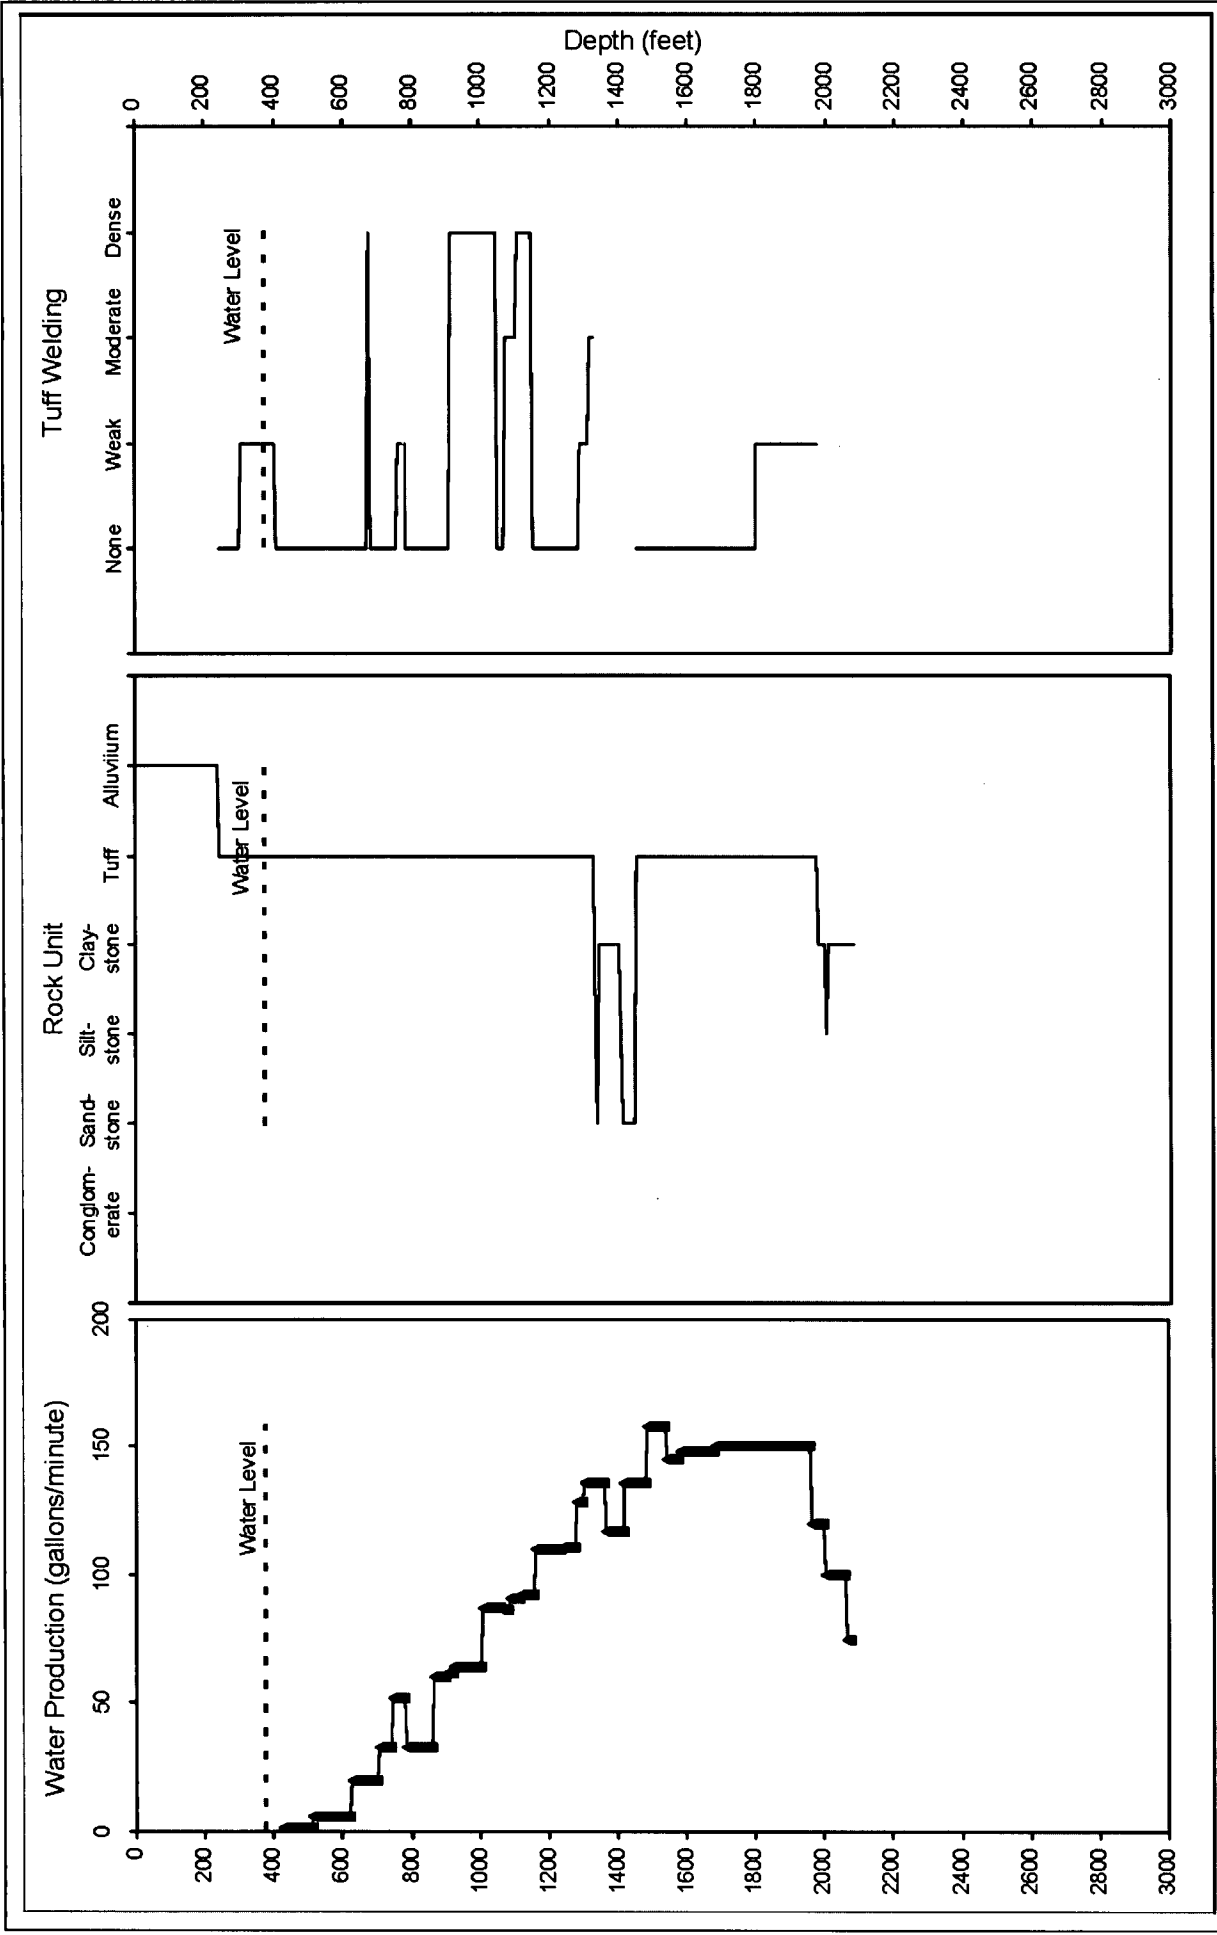 Water Production (gallons/minute)
0
50
100
150
200
Water Level
0
200
400
600
800
1000
1200
1400
1600
1800
2000
2200
2400
2600
2800
3000
Rock Unit
Conglom-
erate
Sand-
stone
Silt-
stone
Clay-
stone
Tuff
Alluviium
Water Level
Tuff Welding
None
Weak
Moderate
Dense
Water Level
0
200
400
600
800
1000
1200
1400
1600
1800
2000
2200
2400
2600
2800
3000
Depth (feet)